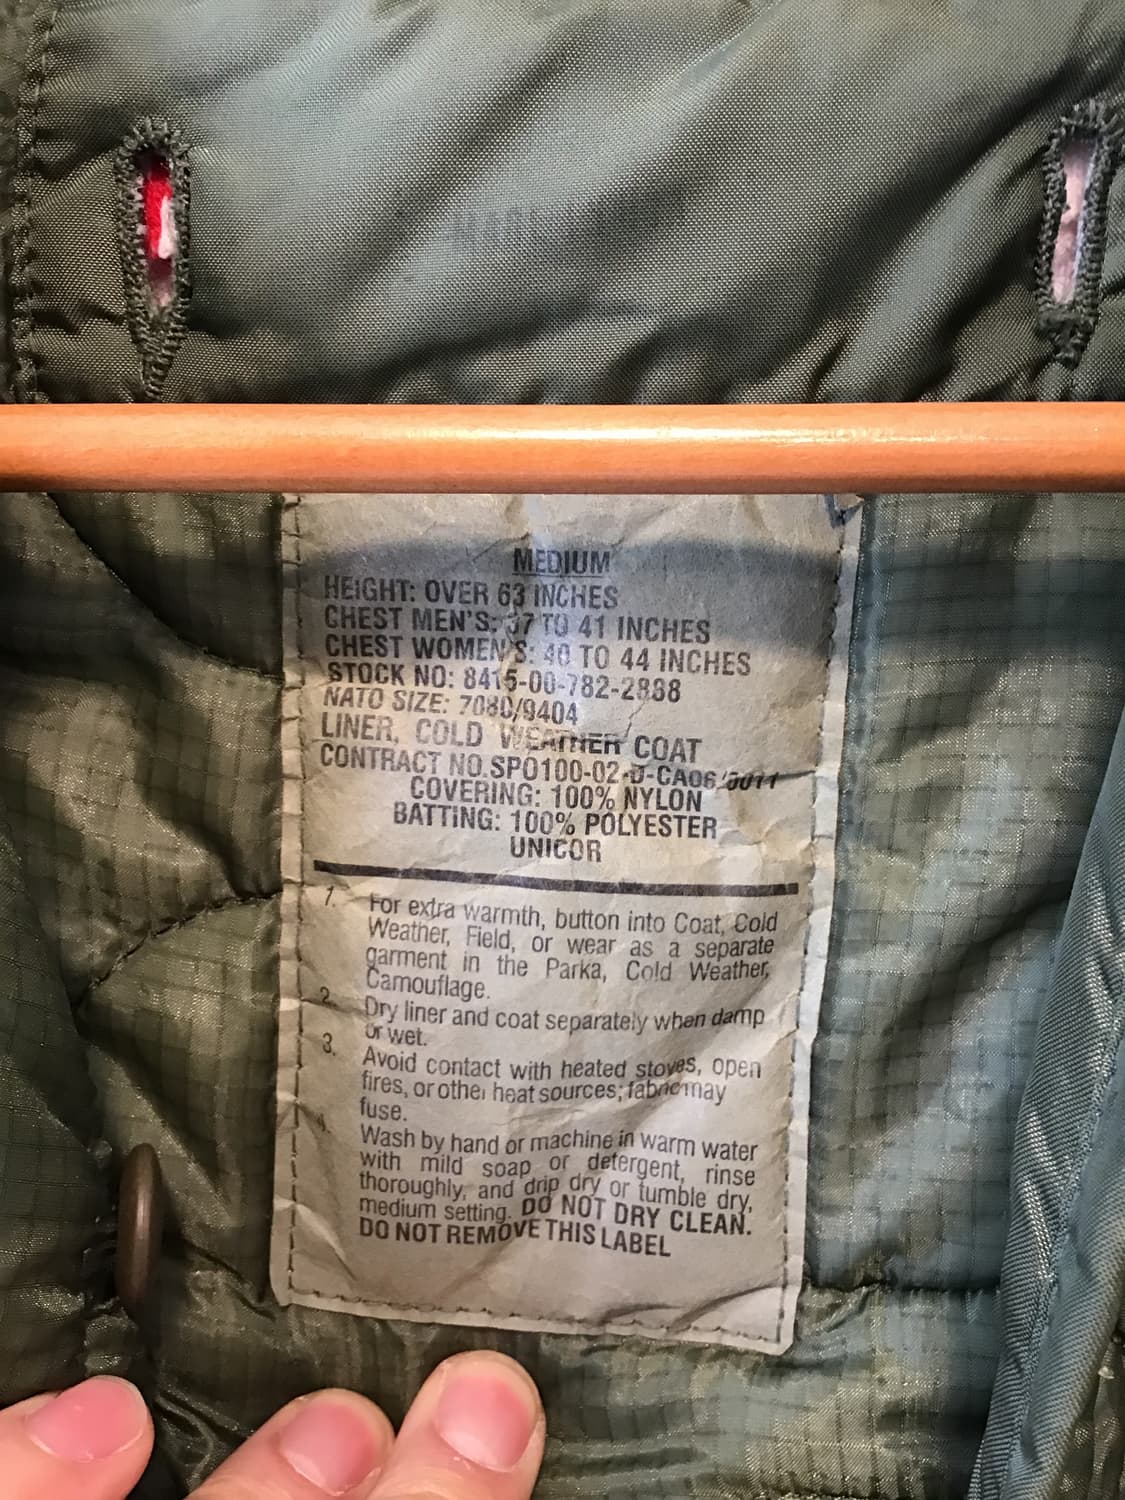 MEDIUM
HEIGHT: OVER 63 INCHES
CHEST MEN'S: 37 TO 41 INCHES
CHEST WOMEN'S: 40 TO 44 INCHES
STOCK NO: 8415-00-782-2888
NATO SIZE: 7080/9404
LINER, COLD WEATHER COAT
CONTRACT NO.SPO100-02-D-CA06/0011
COVERING: 100% NYLON
BATTING: 100% POLYESTER
UNICOR
1. For extra warmth, button into Coat, Cold
Weather, Field, or wear as a separate
garment in the Parka, Cold Weather,
Camouflage.
2. Dry liner and coat separately when damp
or wet.
3. Avoid contact with heated stoves, open
fires, or other heat sources; fabric may
fuse.
4. Wash by hand or machine in warm water
with mild soap or detergent, rinse
thoroughly, and drip dry or tumble dry,
medium setting. DO NOT DRY CLEAN.
DO NOT REMOVE THIS LABEL